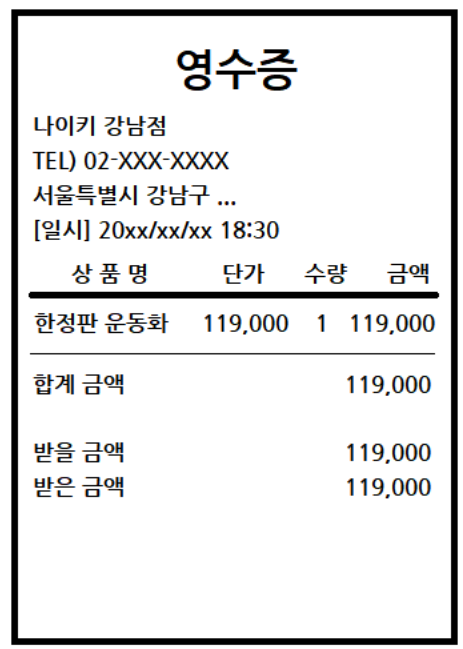 영수증
나이키 강남점
TEL) 02-XXX-XXXX
서울특별시 강남구 ...
[일시] 20xx/xx/xx 18:30
상 품 명 단가 수량 금액
한정판 운동화 119,000 1 119,000
합계 금액 119,000
받을 금액 119,000
받은 금액 119,000